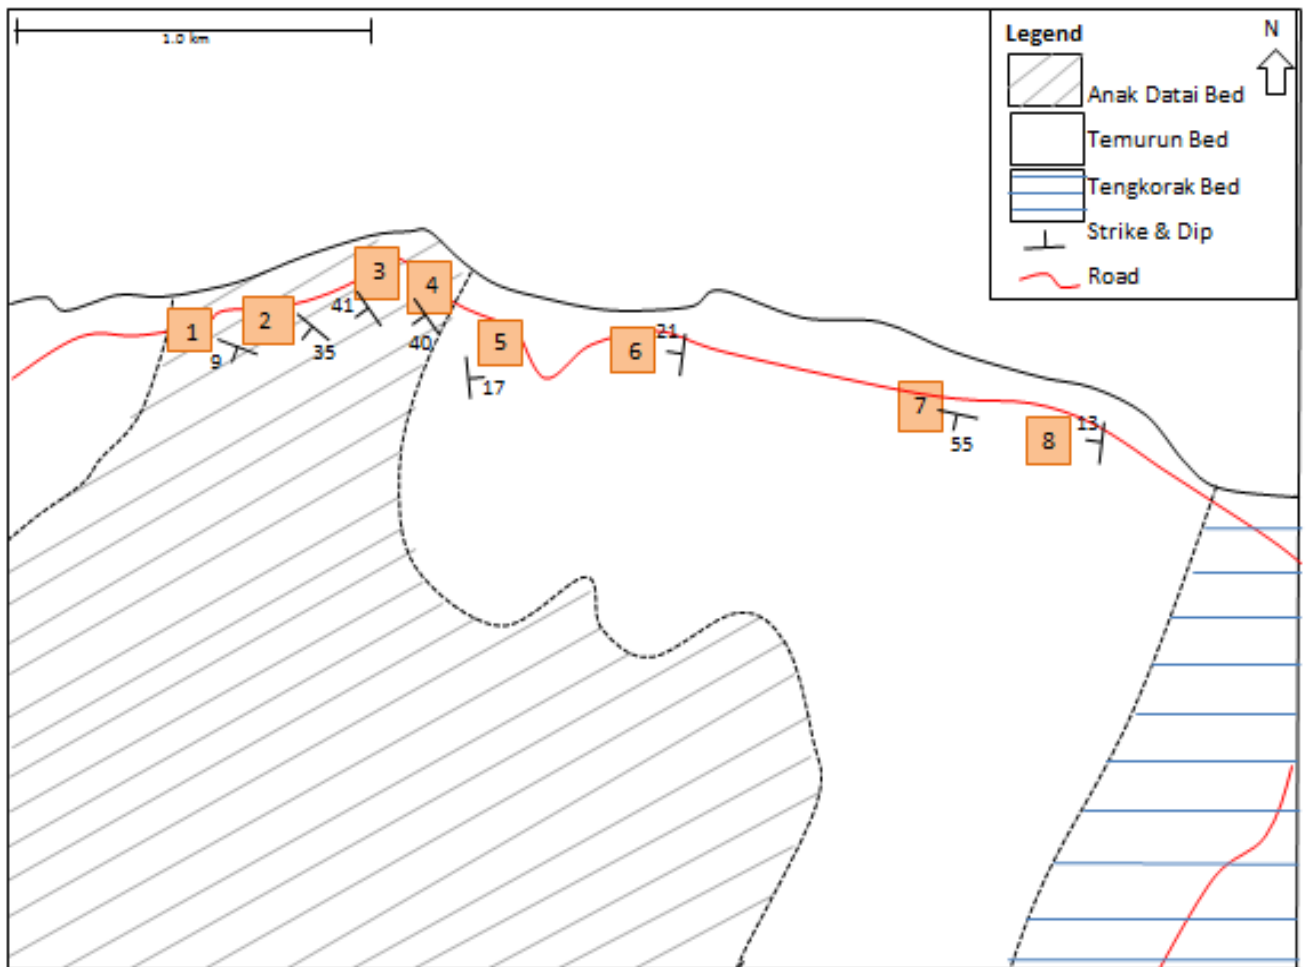 1.0 km
Legend
N
Anak Datai Bed
Temurun Bed
Tengkorak Bed
Strike & Dip
Road
3
4
41
2
1
9
35
40
5
17
6
21
7
55
8
13